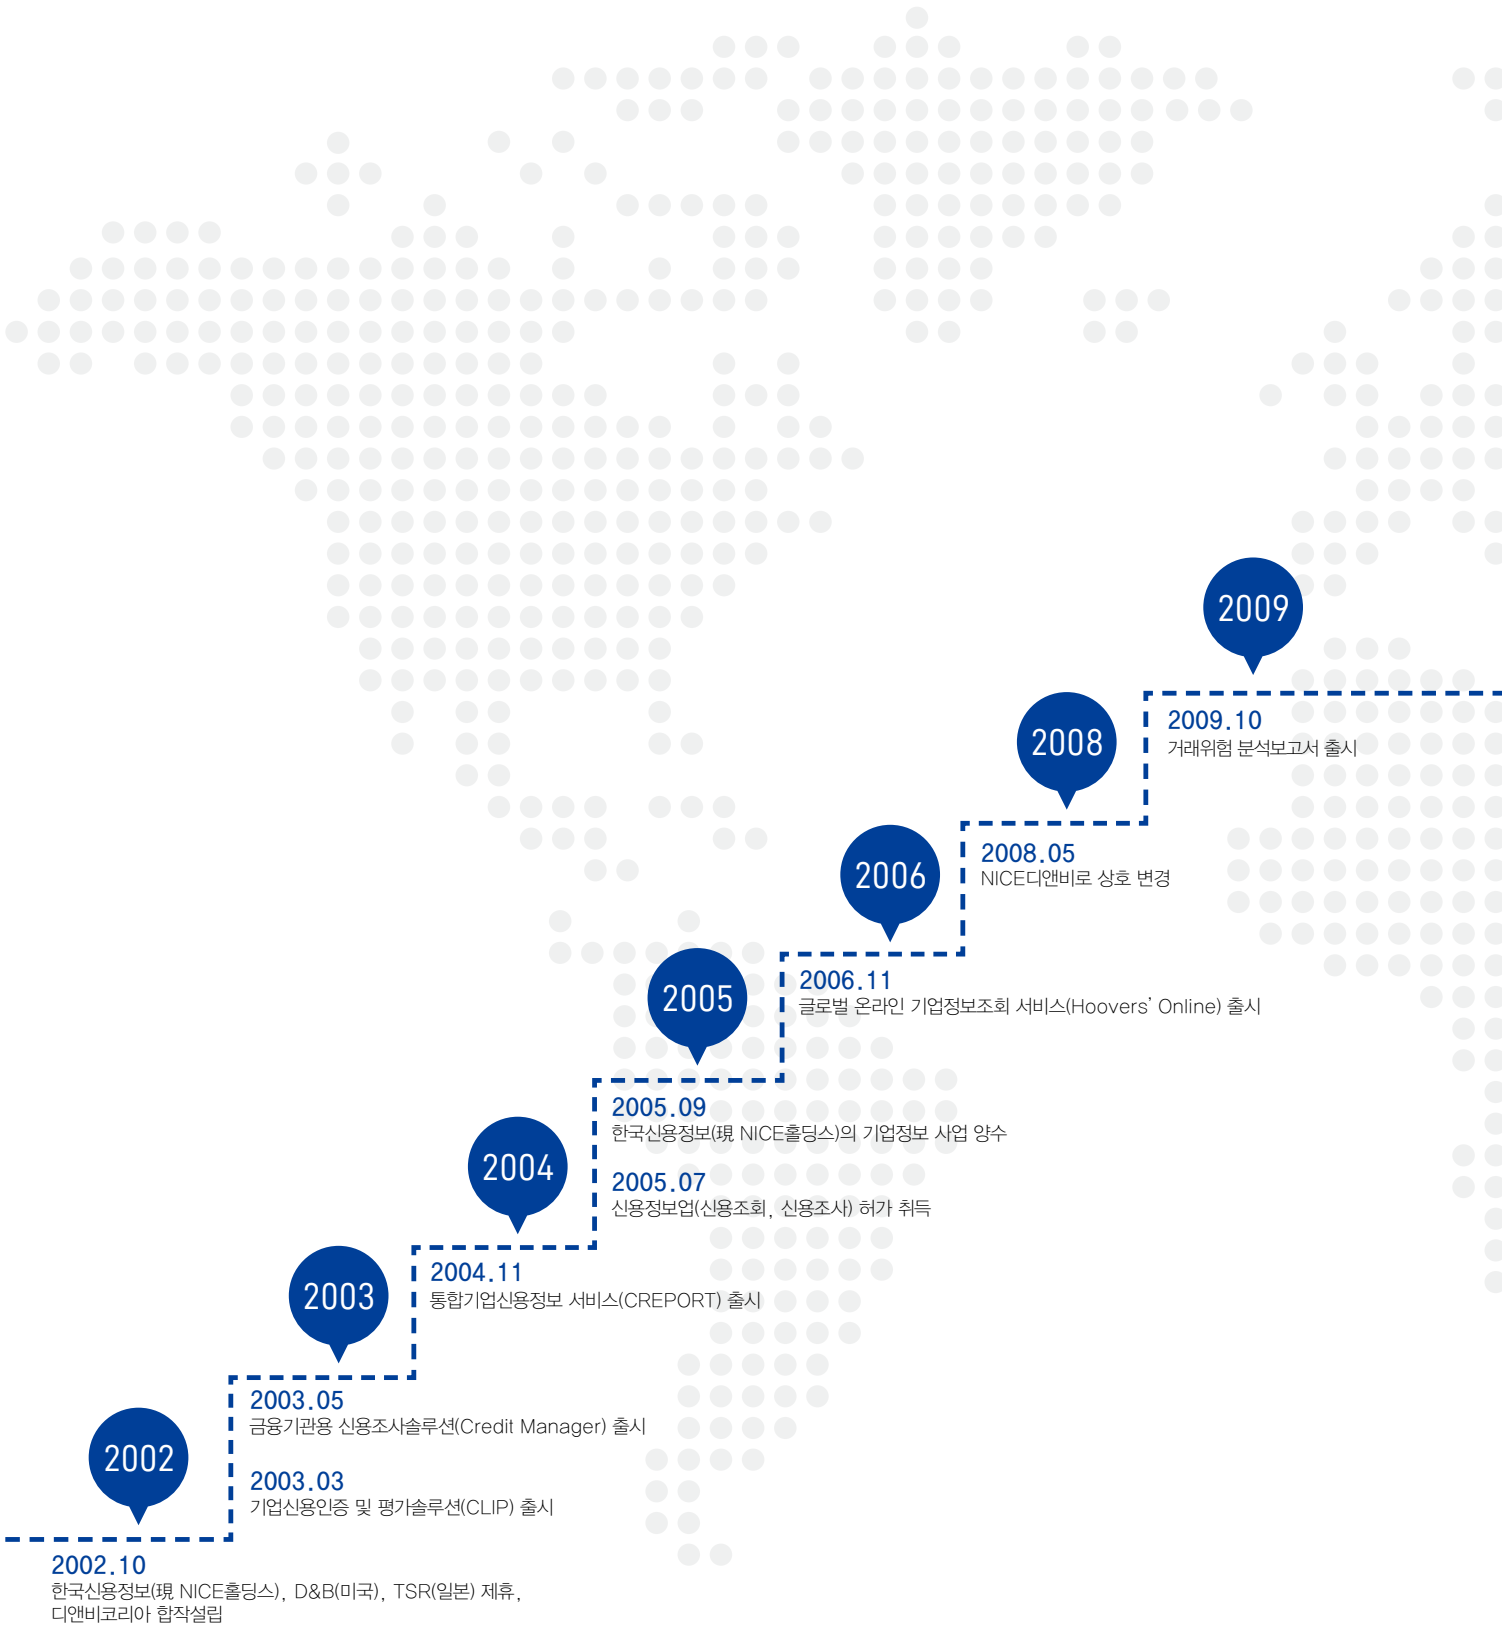 2009
2009.10
거래위험 분석보고서 출시
2008
2008.05
NICE디앤비로 상호 변경
2006
2006.11
글로벌 온라인 기업정보조회 서비스(Hoovers’ Online) 출시
2005
2005.09
한국신용정보(現 NICE홀딩스)의 기업정보 사업 양수
2005.07
신용정보업(신용조회, 신용조사) 허가 취득
2004
2004.11
통합기업신용정보 서비스(CREPORT) 출시
2003
2003.05
금융기관용 신용조사솔루션(Credit Manager) 출시
2003.03
기업신용인증 및 평가솔루션(CLIP) 출시
2002
2002.10
한국신용정보(現 NICE홀딩스), D&B(미국), TSR(일본) 제휴,
디앤비코리아 합작설립